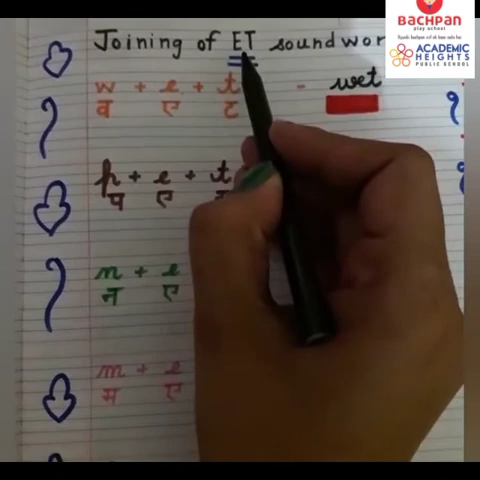 BACHPAN
play school
ACADEMIC
HEIGHTS
PUBLIC SCHOOL
Joining of ET sound wor
w + e + t - wet
व ए ट
p + e + t
प ए
n + e
न ए
m + e
म ए